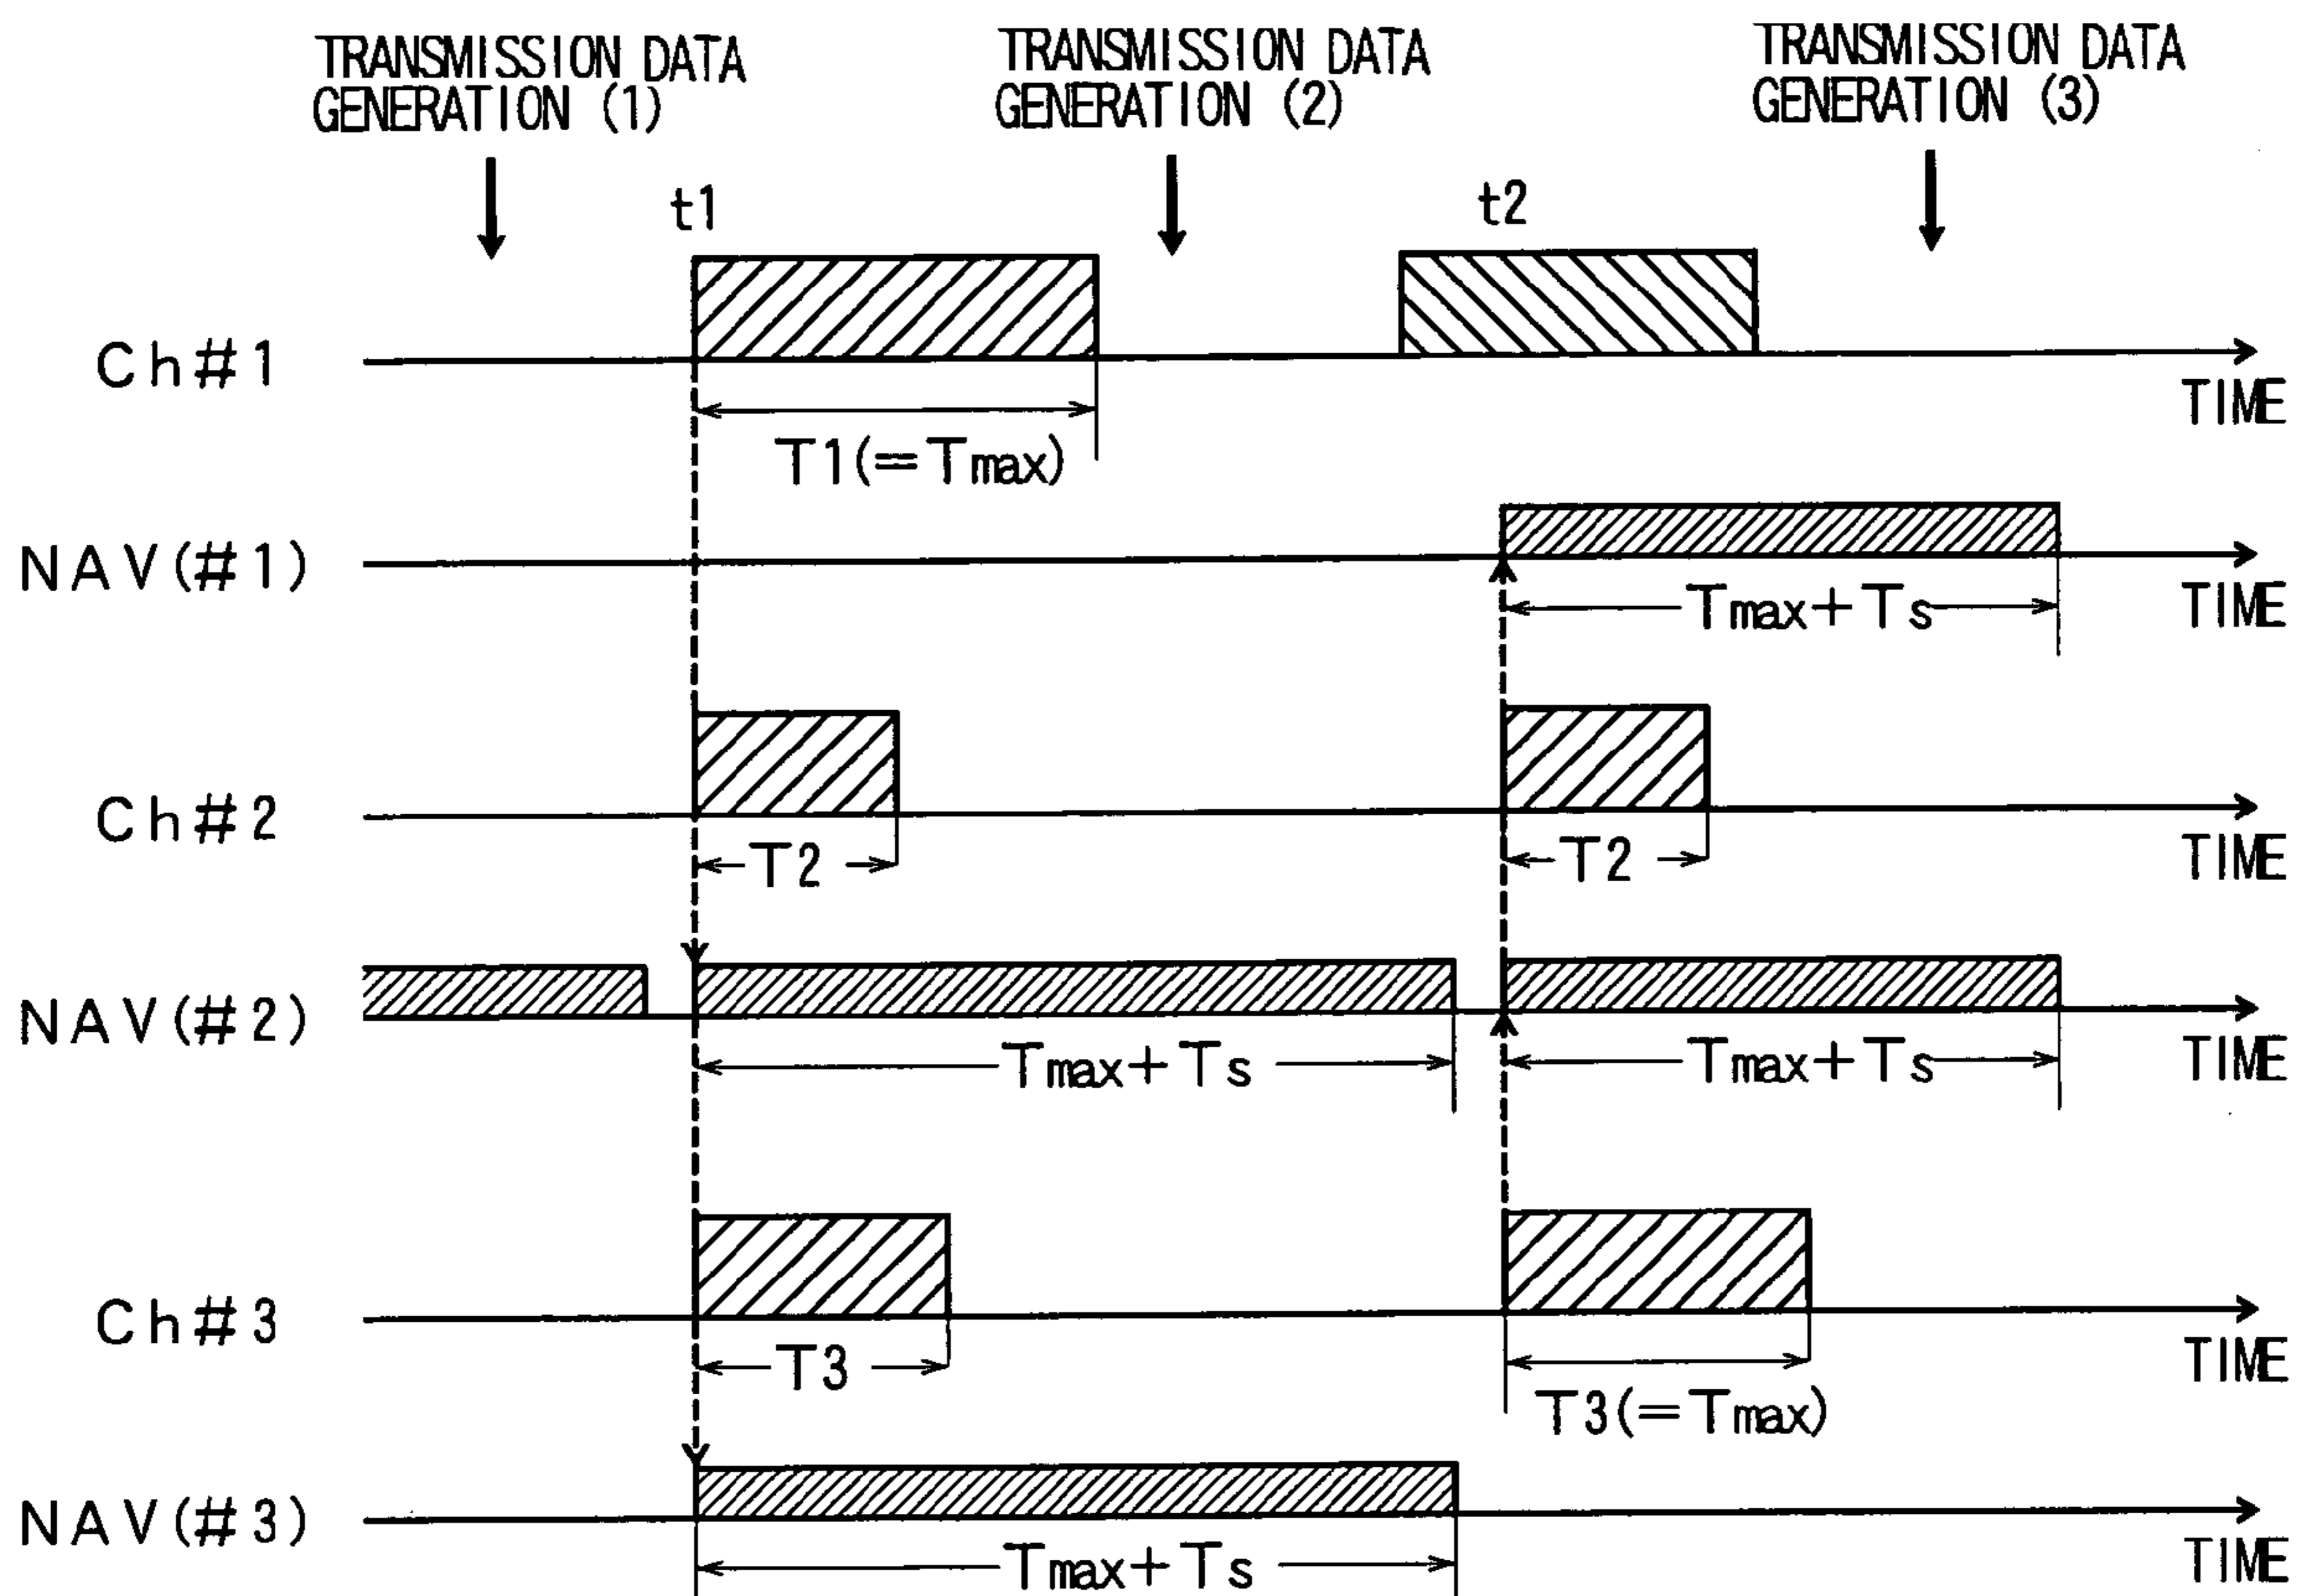 TRANSMISSION DATA
GENERATION (1)
TRANSMISSION DATA
GENERATION (2)
TRANSMISSION DATA
GENERATION (3)
t1
t2
Ch#1
TIME
T1(=Tmax)
NAV(#1)
Tmax+Ts
TIME
Ch#2
T2
T2
TIME
NAV(#2)
Tmax+Ts
Tmax+Ts
TIME
Ch#3
T3
T3(=Tmax)
TIME
NAV(#3)
Tmax+Ts
TIME